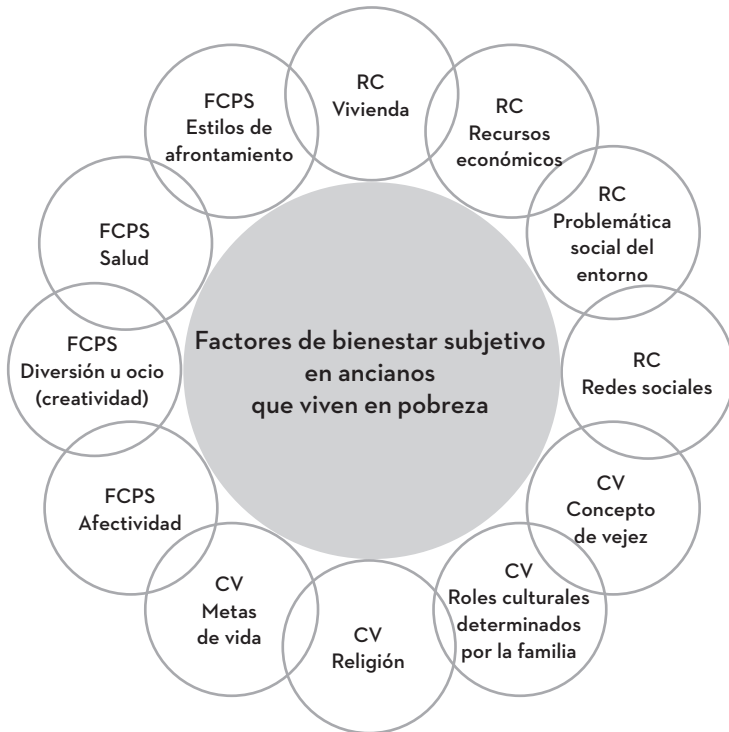 RC
Vivienda
RC
Recursos
económicos
RC
Problemática
social del
entorno
RC
Redes sociales
CV
Concepto
de vejez
CV
Roles culturales
determinados
por la familia
CV
Religión
CV
Metas
de vida
FCPS
Afectividad
FCPS
Diversión u ocio
(creatividad)
FCPS
Salud
FCPS
Estilos de
afrontamiento
Factores de bienestar subjetivo
en ancianos
que viven en pobreza